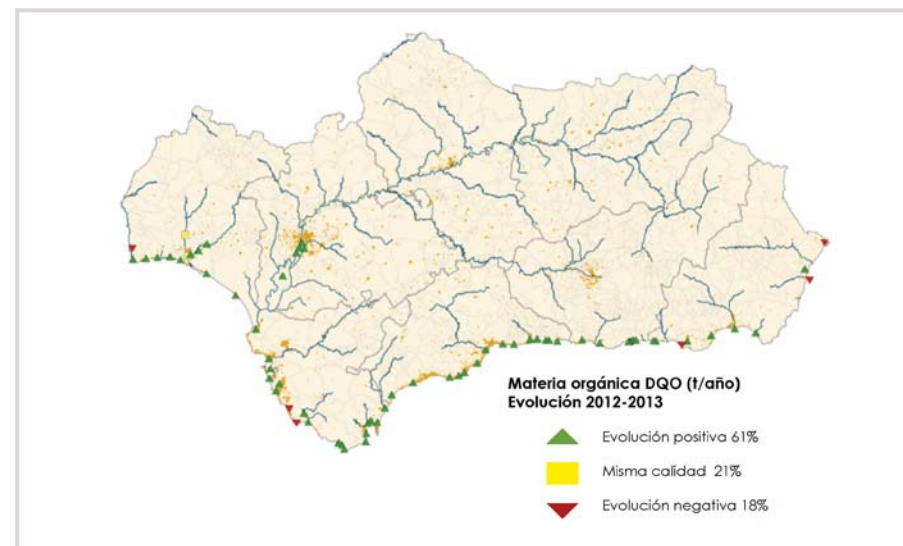 Materia orgánica DQO (t/año)
Evolución 2012-2013
Evolución positiva 61%
Misma calidad 21%
Evolución negativa 18%